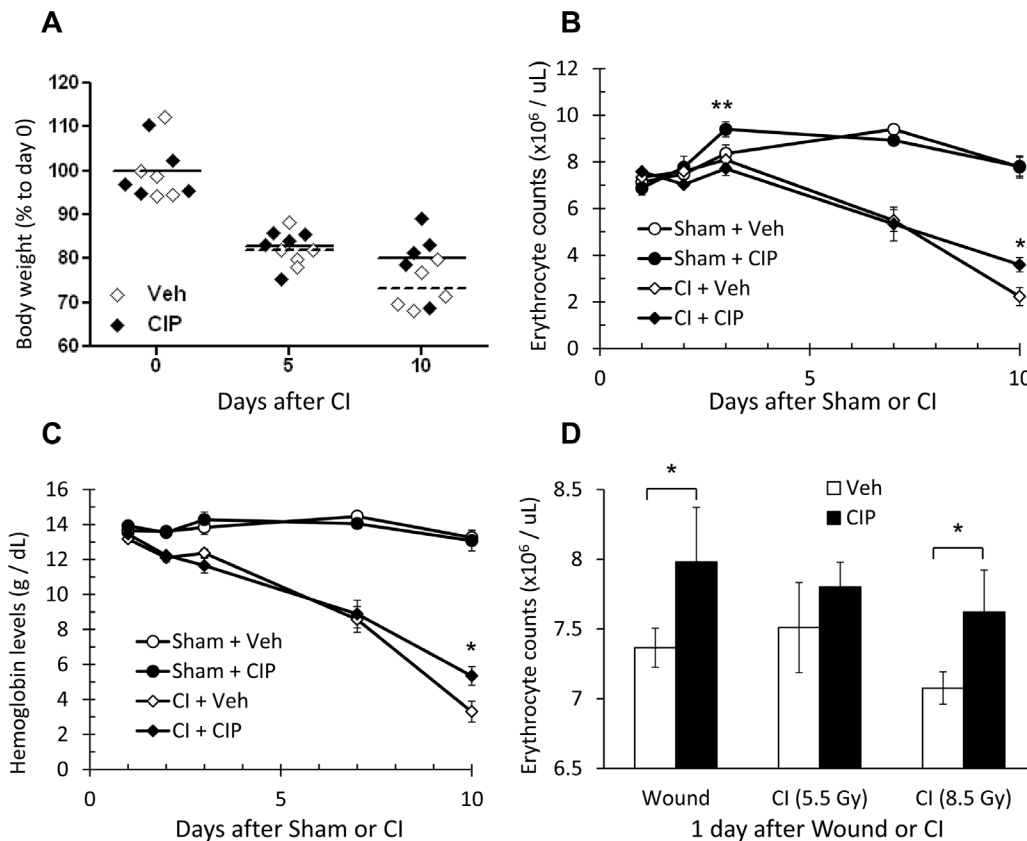 A
Body weight (% to day 0)
120
110
100
90
80
70
60
Veh
CIP
0
5
10
Days after CI
B
Erythrocyte counts (x10⁶ / uL)
12
10
8
6
4
2
0
**
*
Sham + Veh
Sham + CIP
CI + Veh
CI + CIP
0
5
10
Days after Sham or CI
C
Hemoglobin levels (g / dL)
16
14
12
10
8
6
4
2
0
*
Sham + Veh
Sham + CIP
CI + Veh
CI + CIP
0
5
10
Days after Sham or CI
D
Erythrocyte counts (x10⁶ / uL)
8.5
8
7.5
7
6.5
*
*
Veh
CIP
Wound
CI (5.5 Gy)
CI (8.5 Gy)
1 day after Wound or CI